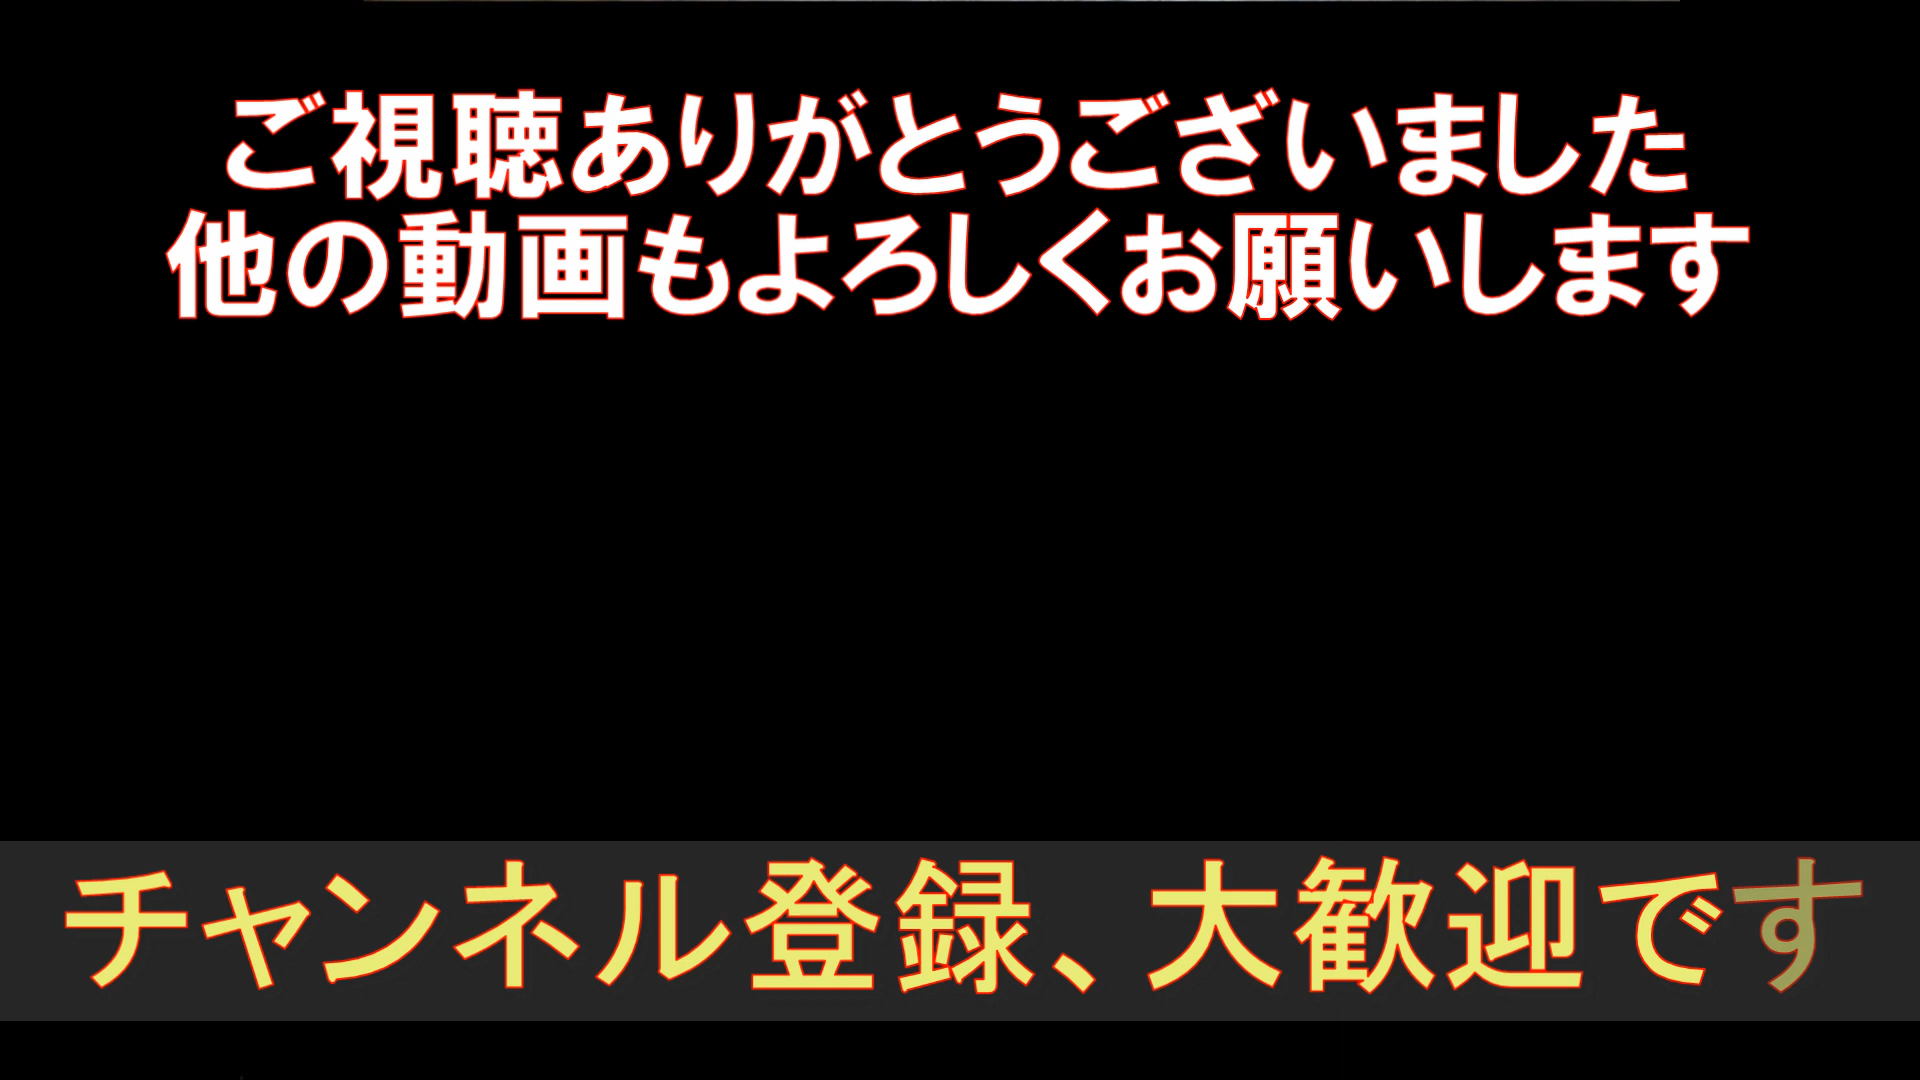 ご視聴ありがとうございました
他の動画もよろしくお願いします
チャンネル登録、大歓迎です